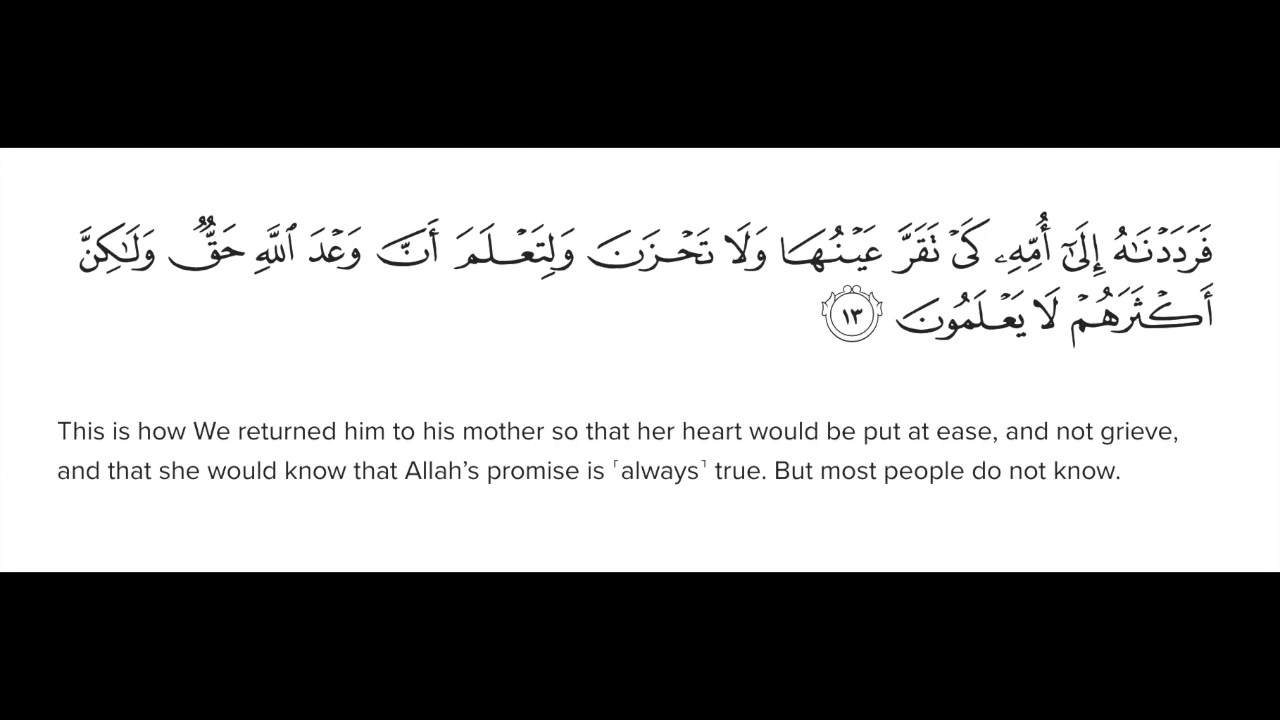 فَرَدَدْنَـٰهُ إِلَىٰٓ أُمِّهِۦ كَىْ تَقَرَّ عَيْنُهَا وَلَا تَحْزَنَ وَلِتَعْلَمَ أَنَّ وَعْدَ ٱللَّهِ حَقٌّۭ وَلَـٰكِنَّ
أَكْثَرَهُمْ لَا يَعْلَمُونَ ١٣
This is how We returned him to his mother so that her heart would be put at ease, and not grieve,
and that she would know that Allah’s promise is ˹always˺ true. But most people do not know.